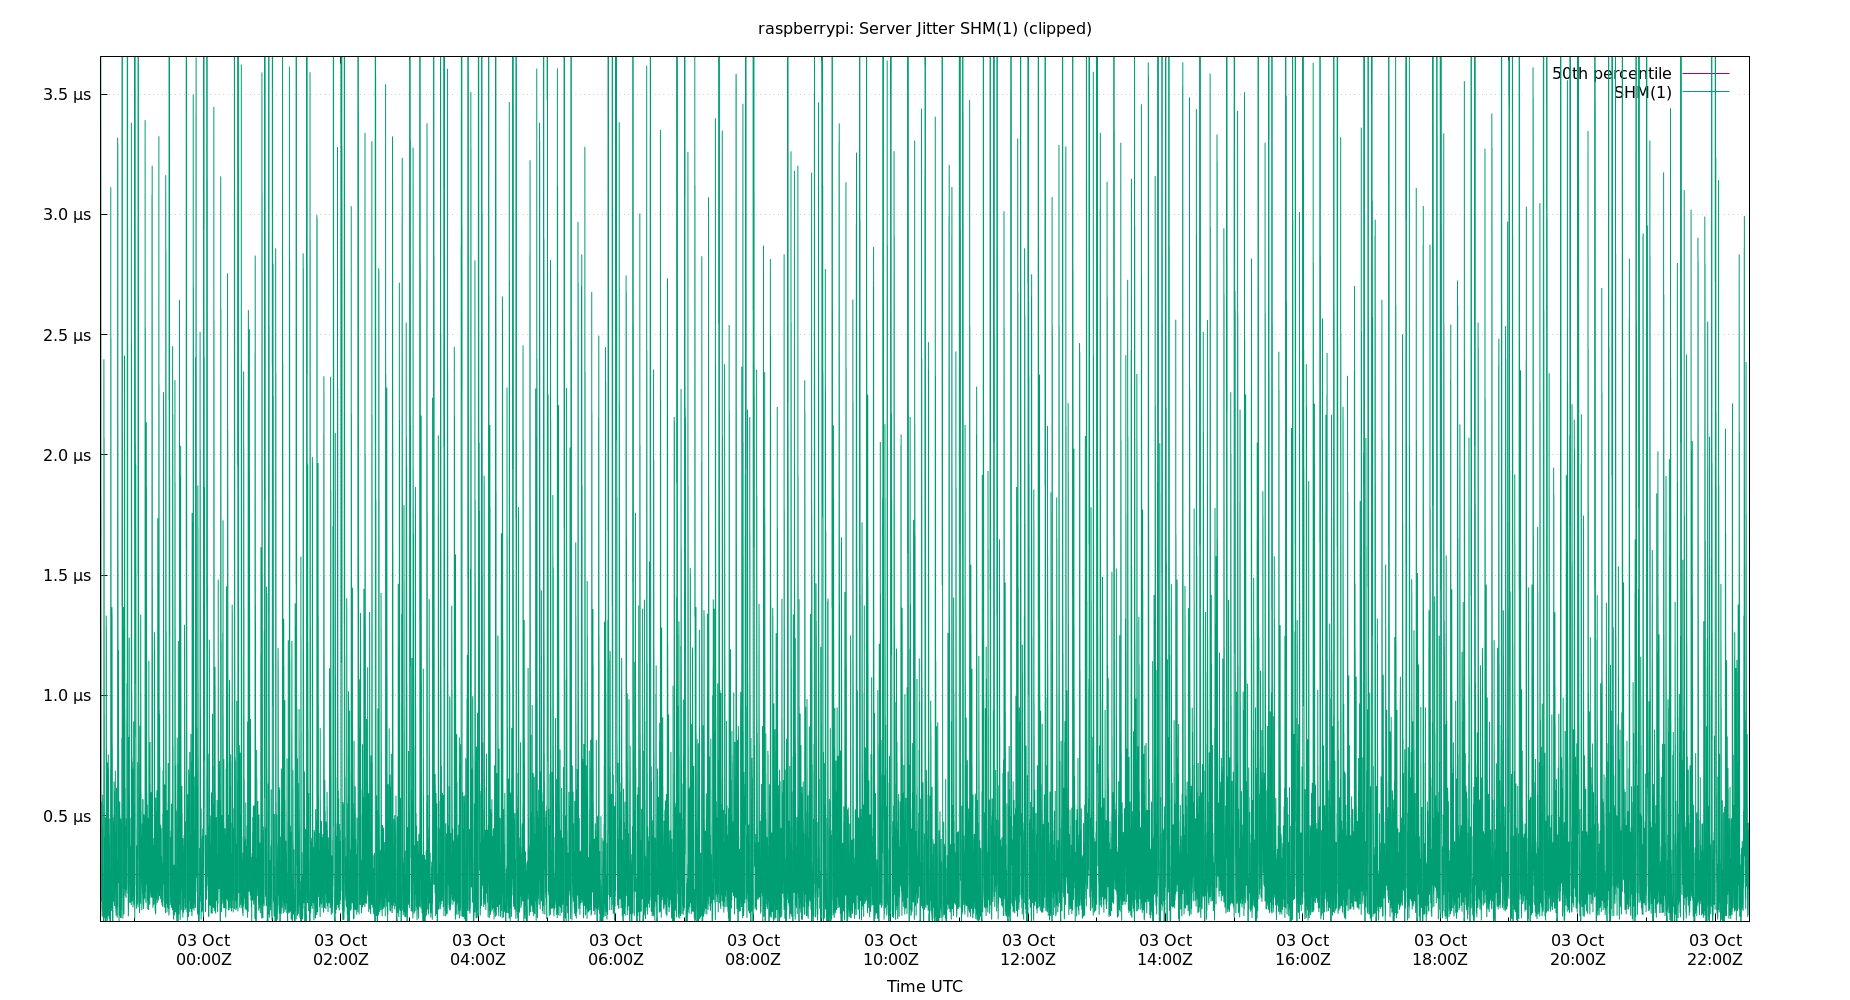 raspberrypi: Server Jitter SHM(1) (clipped)
50th percentile
SHM(1)
3.5 µs
3.0 µs
2.5 µs
2.0 µs
1.5 µs
1.0 µs
0.5 µs
03 Oct 03 Oct 03 Oct 03 Oct 03 Oct 03 Oct 03 Oct 03 Oct 03 Oct 03 Oct 03 Oct 03 Oct
00:00Z 02:00Z 04:00Z 06:00Z 08:00Z 10:00Z 12:00Z 14:00Z 16:00Z 18:00Z 20:00Z 22:00Z
Time UTC